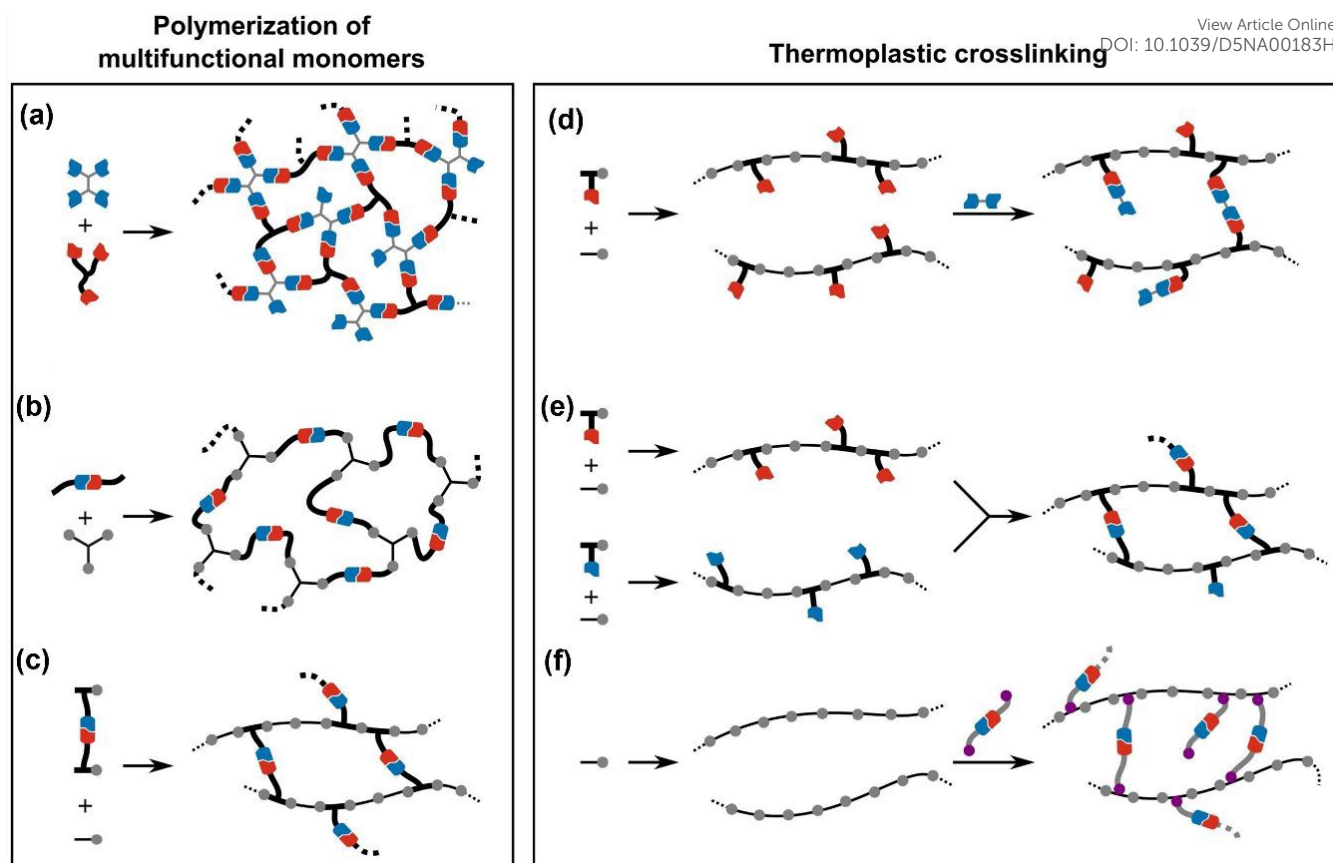 Polymerization of
multifunctional monomers
View Article Online
DOI: 10.1039/D5NA00183H
Thermoplastic crosslinking
(a)
+
(b)
+
(c)
+
(d)
+
(e)
+
+
(f)